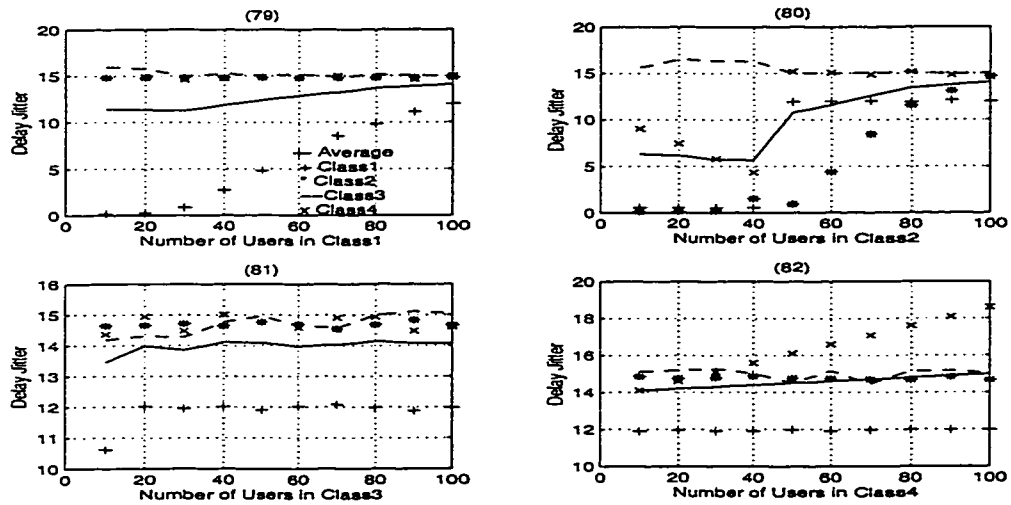 (79)
20
15
10
5
0
Delay Jitter
Average
Class1
Class2
Class3
Class4
0 20 40 60 80 100
Number of Users in Class1
(80)
20
15
10
5
0
Delay Jitter
0 20 40 60 80 100
Number of Users in Class2
(81)
16
15
14
13
12
11
10
Delay Jitter
0 20 40 60 80 100
Number of Users in Class3
(82)
20
18
16
14
12
10
Delay Jitter
0 20 40 60 80 100
Number of Users in Class4